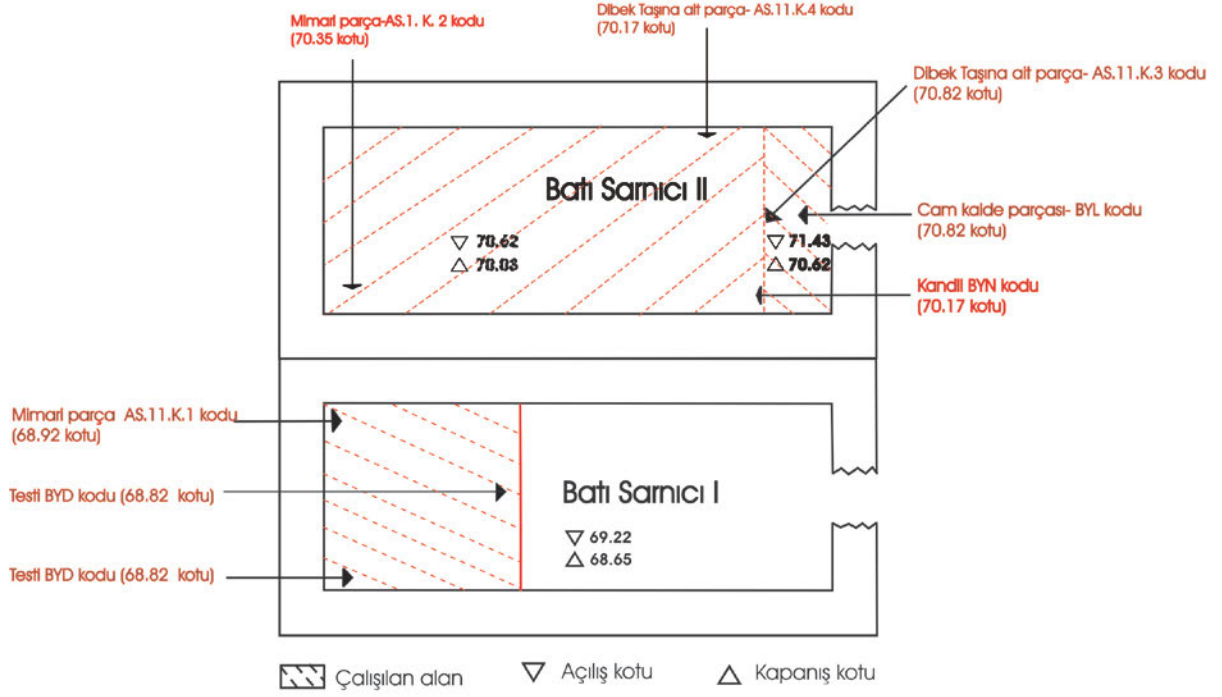 Mimari parça-AS.1. K. 2 kodu
(70.35 kotu)
Dibek Taşına ait parça- AS.11.K.4 kodu
(70.17 kotu)
Dibek Taşına ait parça- AS.11.K.3 kodu
(70.82 kotu)
Batı Sarnıcı II
▽ 70.62
△ 70.03
▽ 71.43
△ 70.62
Cam kaide parçası- BYL kodu
(70.82 kotu)
Kandil BYN kodu
(70.17 kotu)
Mimari parça AS.11.K.1 kodu
(68.92 kotu)
Testi BYD kodu (68.82 kotu)
Testi BYD kodu (68.82 kotu)
Batı Sarnıcı I
▽ 69.22
△ 68.65
Çalışılan alan
▽ Açılış kotu
△ Kapanış kotu